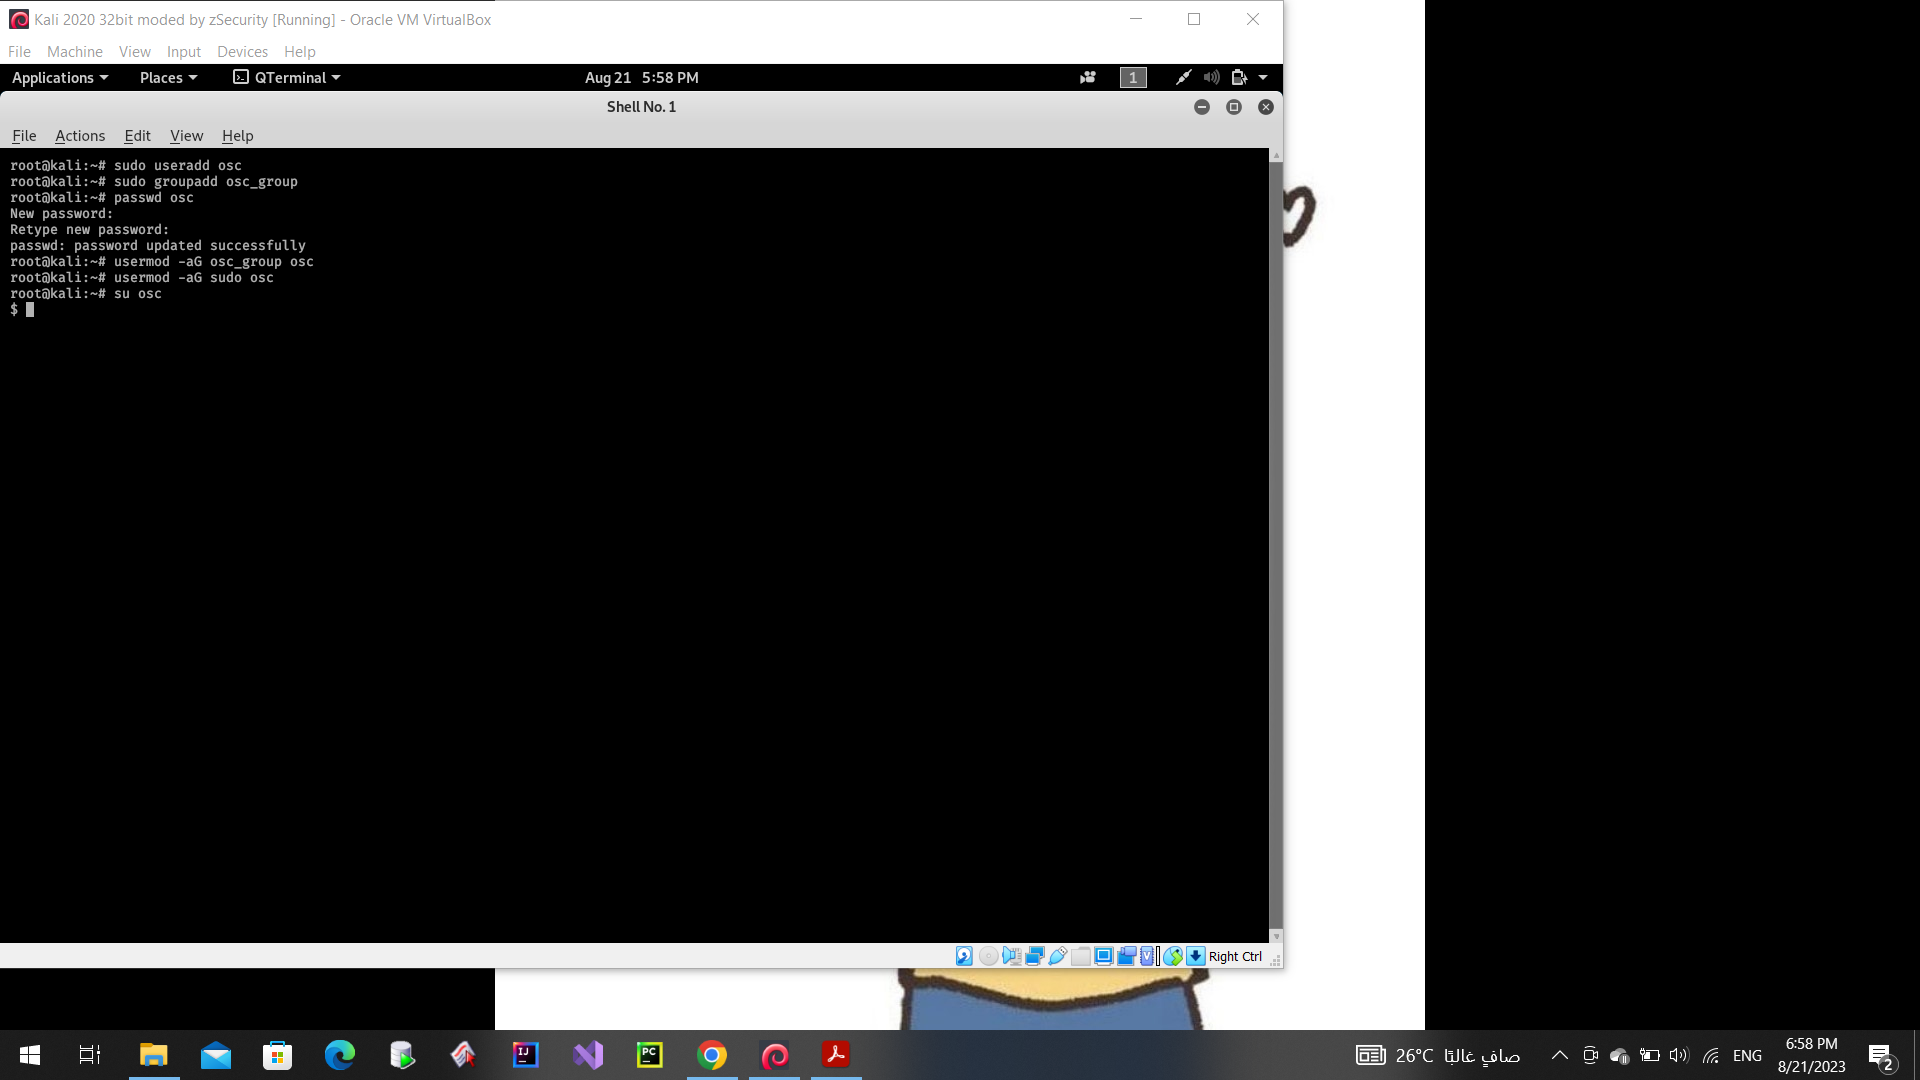 Kali 2020 32bit moded by zSecurity [Running] - Oracle VM VirtualBox
File Machine View Input Devices Help
Applications Places QTerminal Aug 21 5:58 PM 1
Shell No. 1
File Actions Edit View Help
root@kali:~# sudo useradd osc
root@kali:~# sudo groupadd osc_group
root@kali:~# passwd osc
New password:
Retype new password:
passwd: password updated successfully
root@kali:~# usermod -aG osc_group osc
root@kali:~# usermod -aG sudo osc
root@kali:~# su osc
$
Right Ctrl
26°C صافٍ غالبًا ENG 6:58 PM
8/21/2023 2